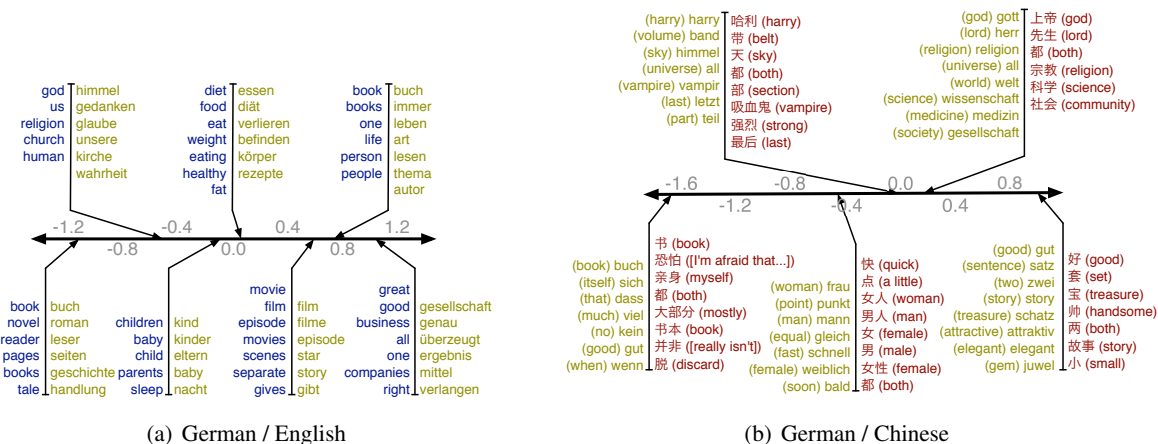 god himmel
us gedanken
religion glaube
church unsere
human kirche
wahrheit
diet essen
food diät
eat verlieren
weight befinden
eating körper
healthy rezepte
fat
book buch
books immer
one leben
life art
person lesen
people thema
autor
-1.2 -0.4 0.4 1.2
-0.8 0.0 0.8
book buch
novel roman
reader leser
pages seiten
books geschichte
tale handlung
children kind
baby kinder
child eltern
parents baby
sleep nacht
movie
film film
episode filme
movies episode
scenes star
separate story
gives gibt
great
good gesellschaft
business genau
all überzeugt
one ergebnis
companies mittel
right verlangen
(a) German / English
(harry) harry 哈利 (harry)
(volume) band 带 (belt)
(sky) himmel 天 (sky)
(universe) all 都 (both)
(vampire) vampir 部 (section)
(last) letzt 吸血鬼 (vampire)
(part) teil 强烈 (strong)
最后 (last)
(god) gott 上帝 (god)
(lord) herr 先生 (lord)
(religion) religion 都 (both)
(universe) all 宗教 (religion)
(world) welt 科学 (science)
(science) wissenschaft 社会 (community)
(medicine) medizin
(society) gesellschaft
-1.6 -0.8 0.0 0.8
-1.2 -0.4 0.4
书 (book)
(book) buch 恐怕 ([I'm afraid that...])
(itself) sich 亲身 (myself)
(that) dass 都 (both)
(much) viel 大部分 (mostly)
(no) kein 书本 (book)
(good) gut 并非 ([really isn't])
(when) wenn 脱 (discard)
快 (quick)
(woman) frau 点 (a little)
(point) punkt 女人 (woman)
(man) mann 男人 (man)
(equal) gleich 女 (female)
(fast) schnell 男 (male)
(female) weiblich 女性 (female)
(soon) bald 都 (both)
(good) gut 好 (good)
(sentence) satz 套 (set)
(two) zwei 宝 (treasure)
(story) story 帅 (handsome)
(treasure) schatz 两 (both)
(attractive) attraktiv 故事 (story)
(elegant) elegant 小 (small)
(gem) juwel
(b) German / Chinese